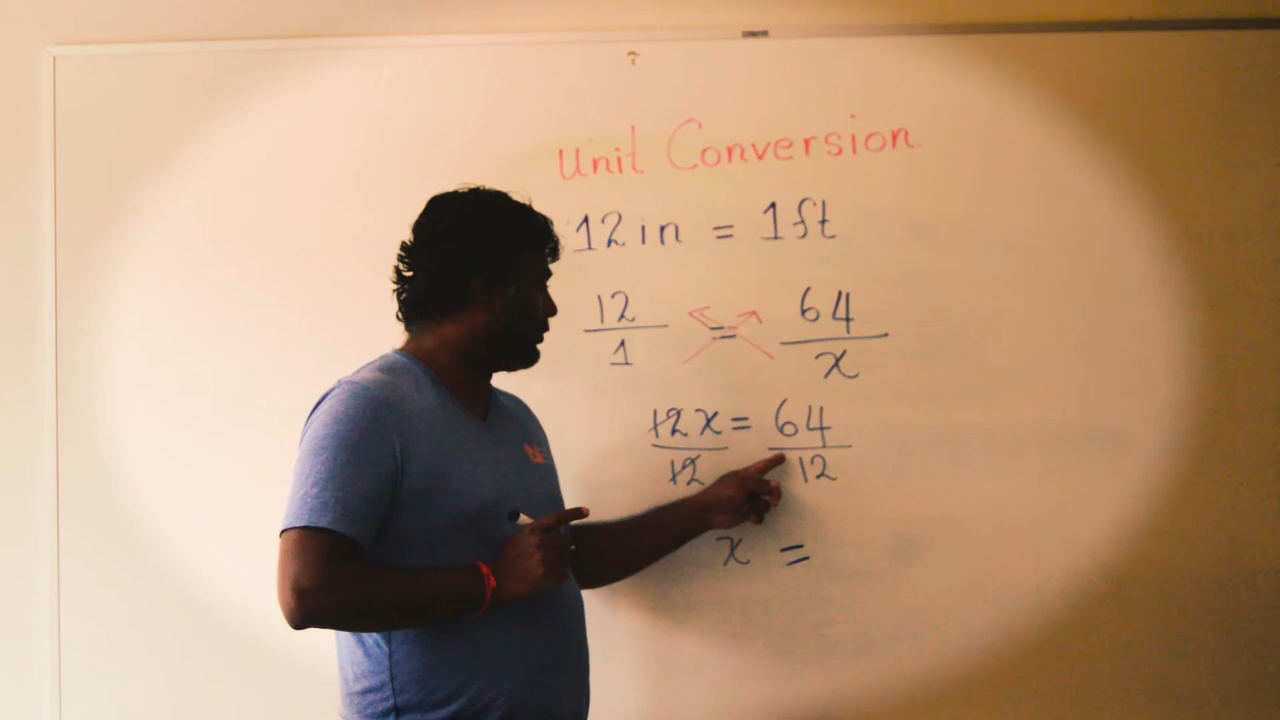 Unit Conversion
12 in = 1 ft
12/1 = 64/x
12x/12 = 64/12
x =